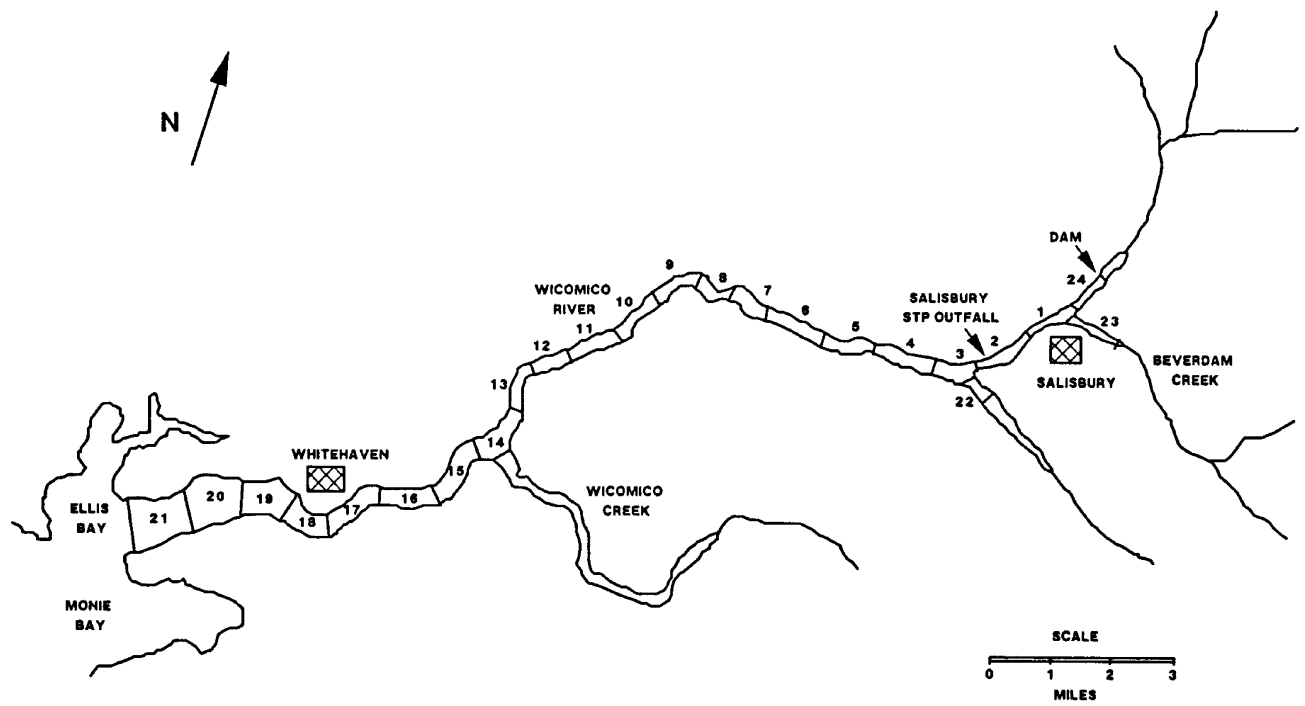 N
DAM
24
SALISBURY
STP OUTFALL
1
23
2
SALISBURY
BEVERDAM
CREEK
9
8
WICOMICO
RIVER
10
7
6
11
5
4
3
12
22
13
14
15
WHITEHAVEN
WICOMICO
CREEK
16
17
18
19
20
21
ELLIS
BAY
MONIE
BAY
SCALE
0 1 2 3
MILES